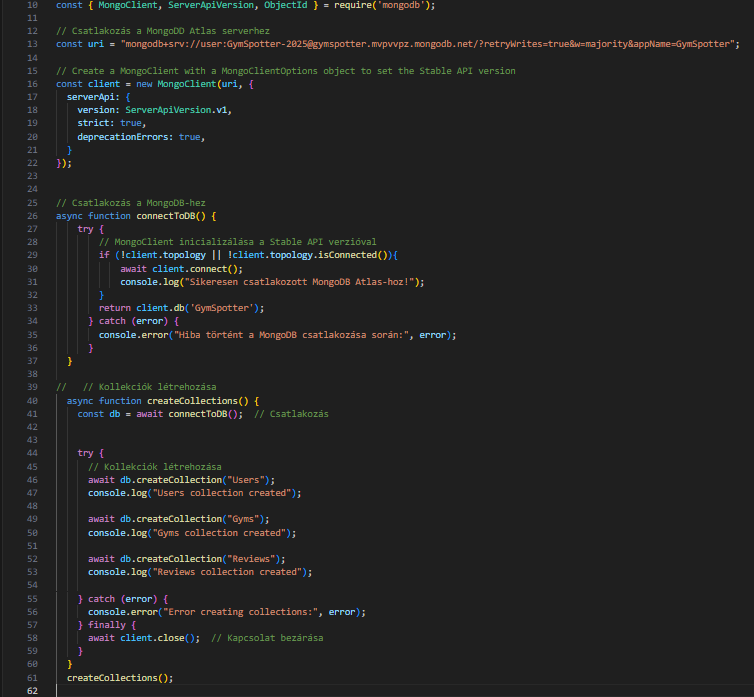 10 const { MongoClient, ServerApiVersion, ObjectId } = require('mongodb');
11
12 // Csatlakozás a MongoDD Atlas serverhez
13 const uri = "mongodb+srv://user:GymSpotter-2025@gymspotter.mvpvvpz.mongodb.net/?retryWrites=true&w=majority&appName=GymSpotter";
14
15 // Create a MongoClient with a MongoClientOptions object to set the Stable API version
16 const client = new MongoClient(uri, {
17   serverApi: {
18     version: ServerApiVersion.v1,
19     strict: true,
20     deprecationErrors: true,
21   }
22 });
23
24
25 // Csatlakozás a MongoDB-hez
26 async function connectToDB() {
27     try {
28         // MongoClient inicializálása a Stable API verzióval
29         if (!client.topology || !client.topology.isConnected()){
30             await client.connect();
31             console.log("Sikeresen csatlakozott MongoDB Atlas-hoz!");
32         }
33         return client.db('GymSpotter');
34       } catch (error) {
35         console.error("Hiba történt a MongoDB csatlakozása során:", error);
36       }
37   }
38
39 //   // Kollekciók létrehozása
40   async function createCollections() {
41     const db = await connectToDB();  // Csatlakozás
42
43
44     try {
45       // Kollekciók létrehozása
46       await db.createCollection("Users");
47       console.log("Users collection created");
48
49       await db.createCollection("Gyms");
50       console.log("Gyms collection created");
51
52       await db.createCollection("Reviews");
53       console.log("Reviews collection created");
54
55     } catch (error) {
56       console.error("Error creating collections:", error);
57     } finally {
58       await client.close();  // Kapcsolat bezárása
59     }
60   }
61   createCollections();
62